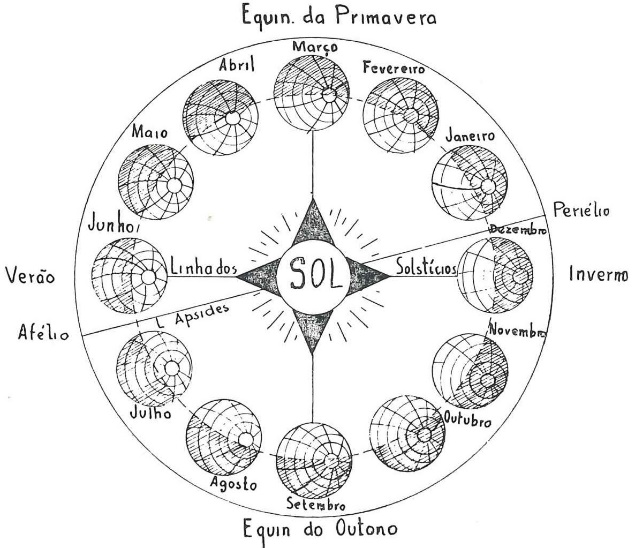 Equin. da Primavera
Março
Abril
Fevereiro
Maio
Janeiro
Junho
Periélio
Dezembro
Verão
Linha dos
SOL
Solstícios
Inverno
Afélio
L Apsides
Novembro
Julho
Outubro
Agosto
Setembro
Equin do Outono